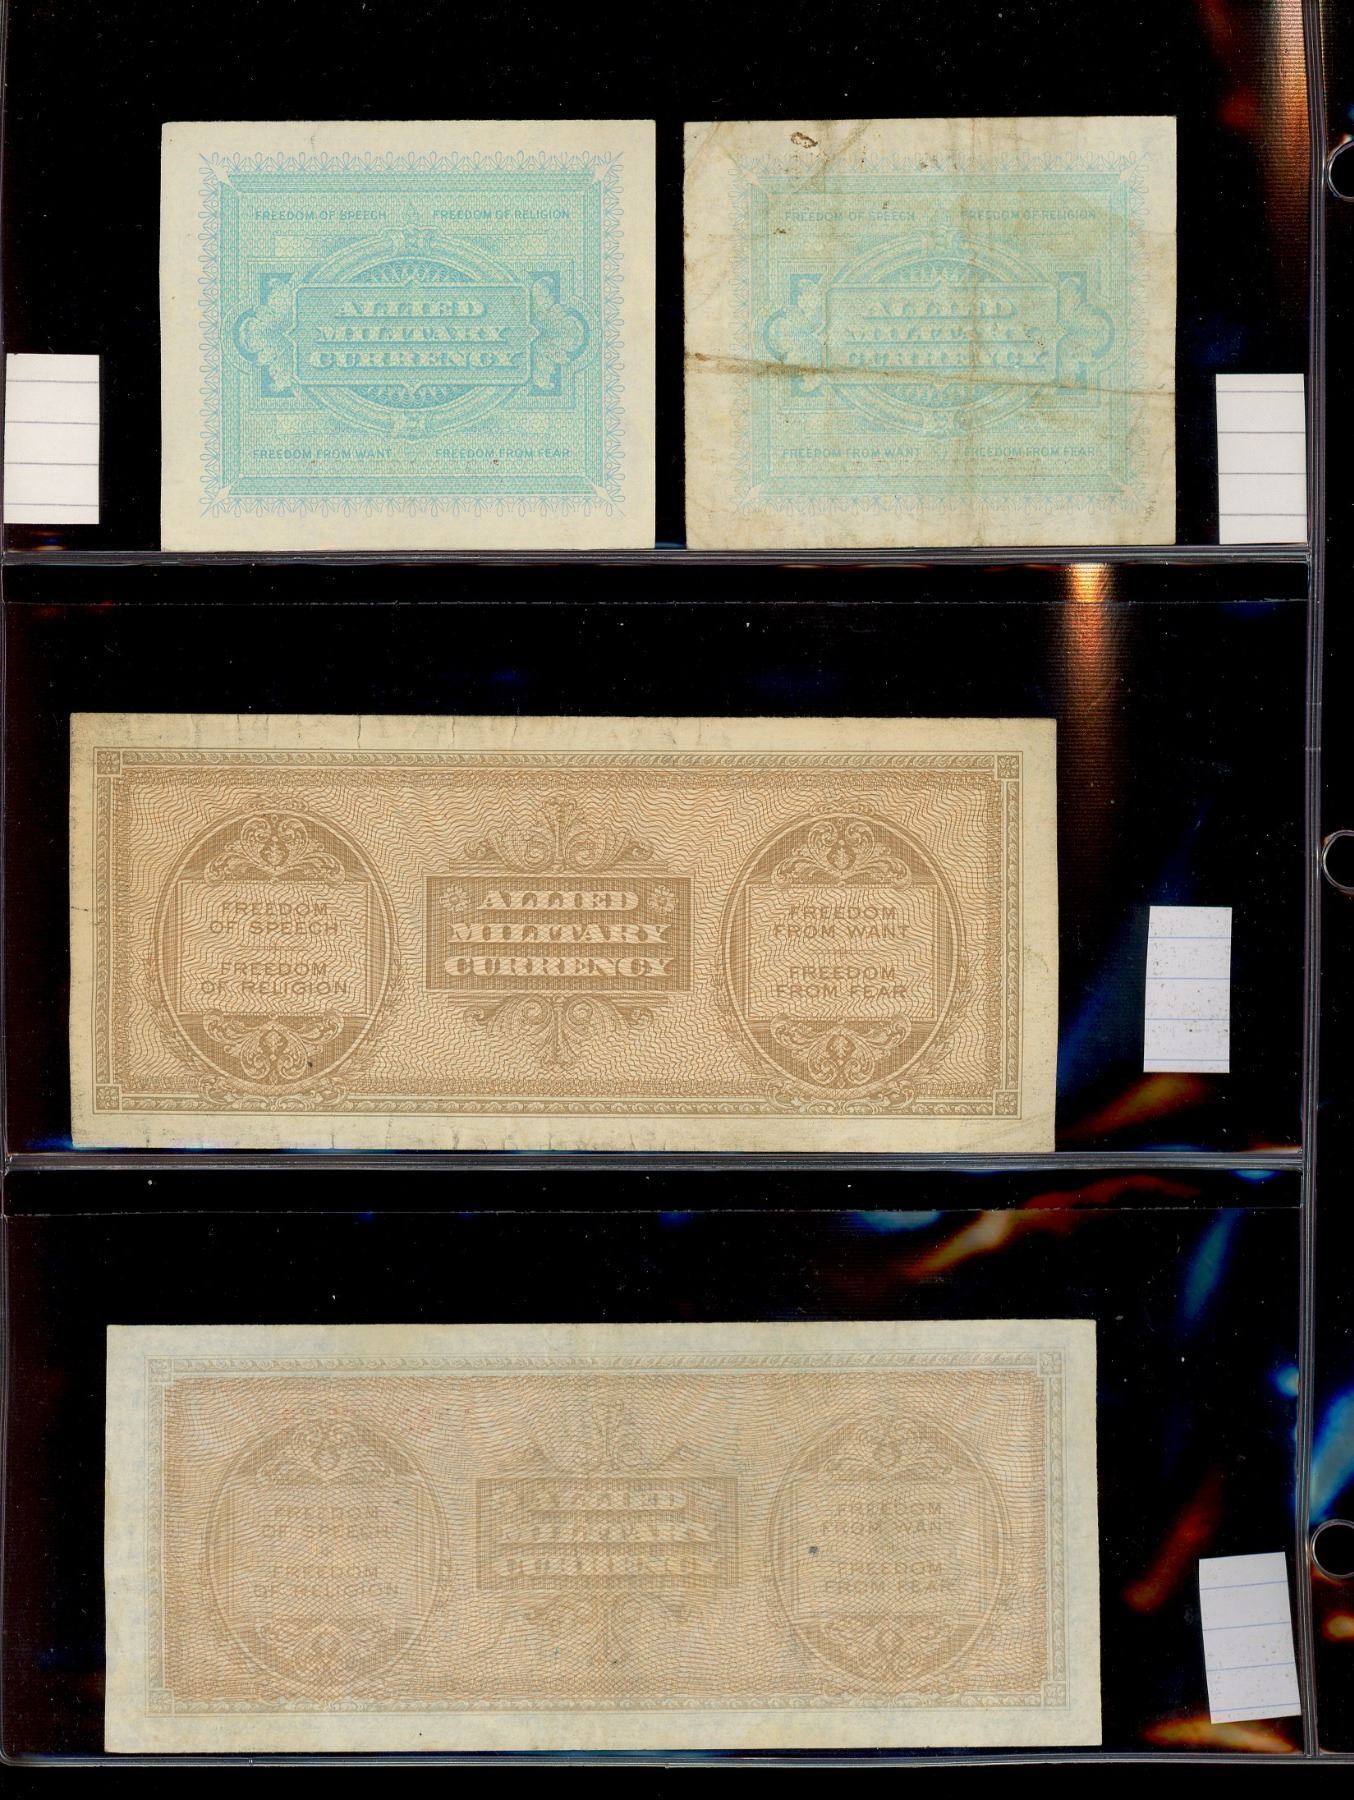 FREEDOM OF SPEECH FREEDOM OF RELIGION
ALLIED
MILITARY
CURRENCY
FREEDOM FROM WANT FREEDOM FROM FEAR
FREEDOM OF SPEECH FREEDOM OF RELIGION
ALLIED
MILITARY
CURRENCY
FREEDOM FROM WANT FREEDOM FROM FEAR
FREEDOM
OF SPEECH
FREEDOM
OF RELIGION
ALLIED
MILITARY
CURRENCY
FREEDOM
FROM WANT
FREEDOM
FROM FEAR
FREEDOM
OF SPEECH
FREEDOM
OF RELIGION
ALLIED
MILITARY
CURRENCY
FREEDOM
FROM WANT
FREEDOM
FROM FEAR